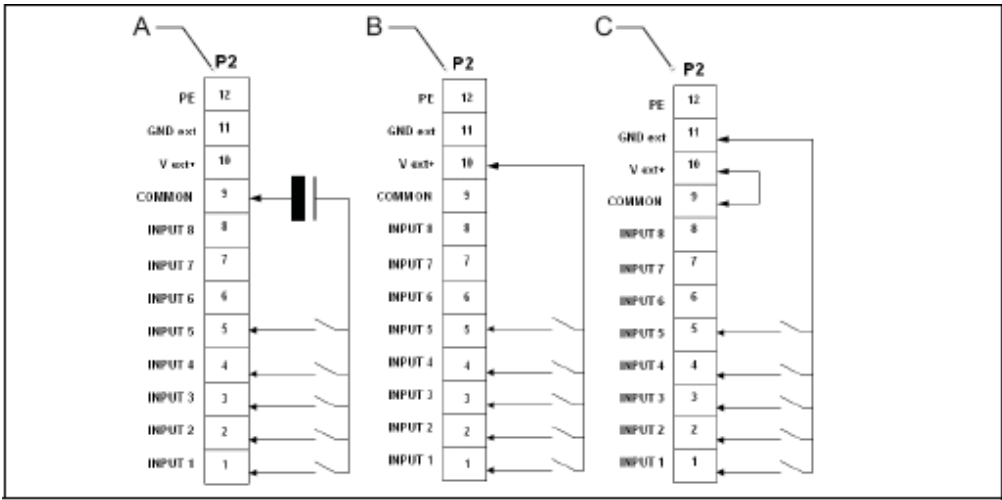 A
P2
PE 12
GND ext 11
V ext+ 10
COMMON 9
INPUT 8 8
INPUT 7 7
INPUT 6 6
INPUT 5 5
INPUT 4 4
INPUT 3 3
INPUT 2 2
INPUT 1 1
B
P2
PE 12
GND ext 11
V ext+ 10
COMMON 9
INPUT 8 8
INPUT 7 7
INPUT 6 6
INPUT 5 5
INPUT 4 4
INPUT 3 3
INPUT 2 2
INPUT 1 1
C
P2
PE 12
GND ext 11
V ext+ 10
COMMON 9
INPUT 8 8
INPUT 7 7
INPUT 6 6
INPUT 5 5
INPUT 4 4
INPUT 3 3
INPUT 2 2
INPUT 1 1